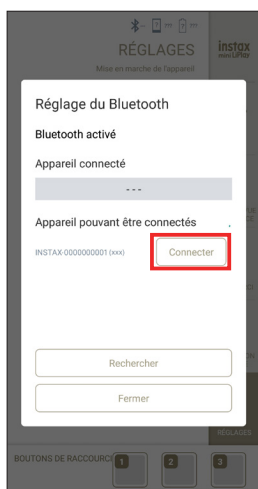 RÉGLAGES
instax
mini LiPlay
Mise en marche de l'appareil
Réglage du Bluetooth
Bluetooth activé
Appareil connecté
---
Appareil pouvant être connectés
INSTAX-0000000001 (xxx)
Connecter
Rechercher
Fermer
RÉGLAGES
BOUTONS DE RACCOURCI
1
2
3